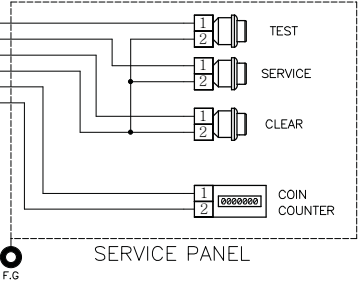 1
2
TEST
1
2
SERVICE
1
2
CLEAR
1
2
0000000
COIN
COUNTER
SERVICE PANEL
F.G